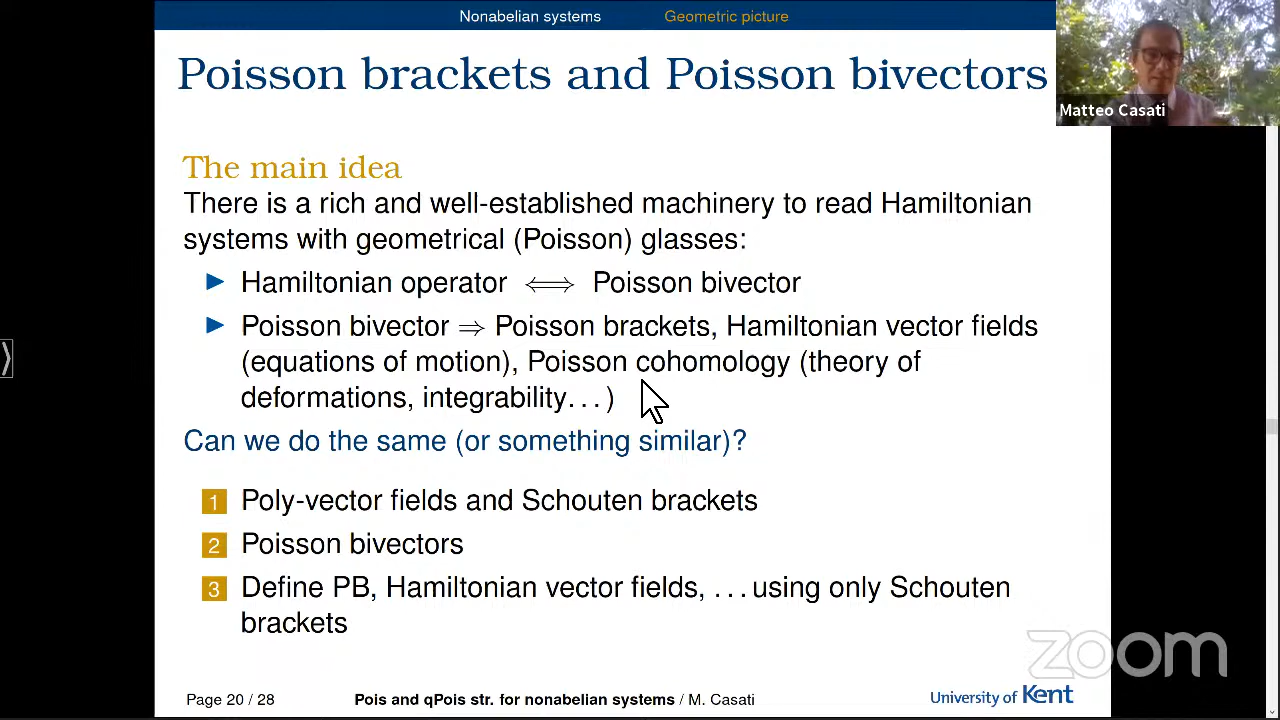 Nonabelian systems Geometric picture
Poisson brackets and Poisson bivectors
Matteo Casati
The main idea
There is a rich and well-established machinery to read Hamiltonian
systems with geometrical (Poisson) glasses:
▶ Hamiltonian operator ⟺ Poisson bivector
▶ Poisson bivector ⇒ Poisson brackets, Hamiltonian vector fields
(equations of motion), Poisson cohomology (theory of
deformations, integrability...)
Can we do the same (or something similar)?
1 Poly-vector fields and Schouten brackets
2 Poisson bivectors
3 Define PB, Hamiltonian vector fields, ...using only Schouten
brackets
zoom
Page 20 / 28 Pois and qPois str. for nonabelian systems / M. Casati University of Kent